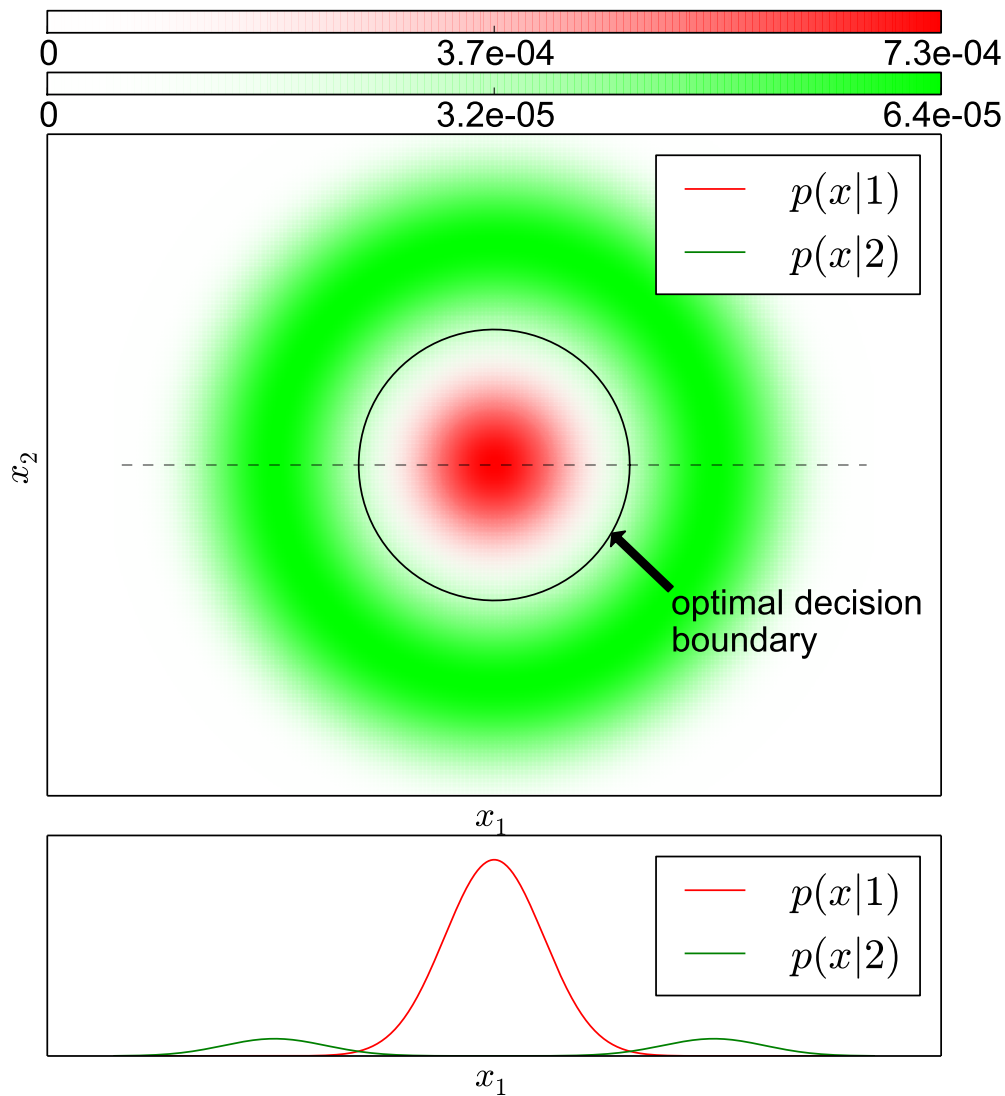 0 3.7e-04 7.3e-04
0 3.2e-05 6.4e-05
p(x|1)
p(x|2)
x₂
optimal decision
boundary
x₁
p(x|1)
p(x|2)
x₁